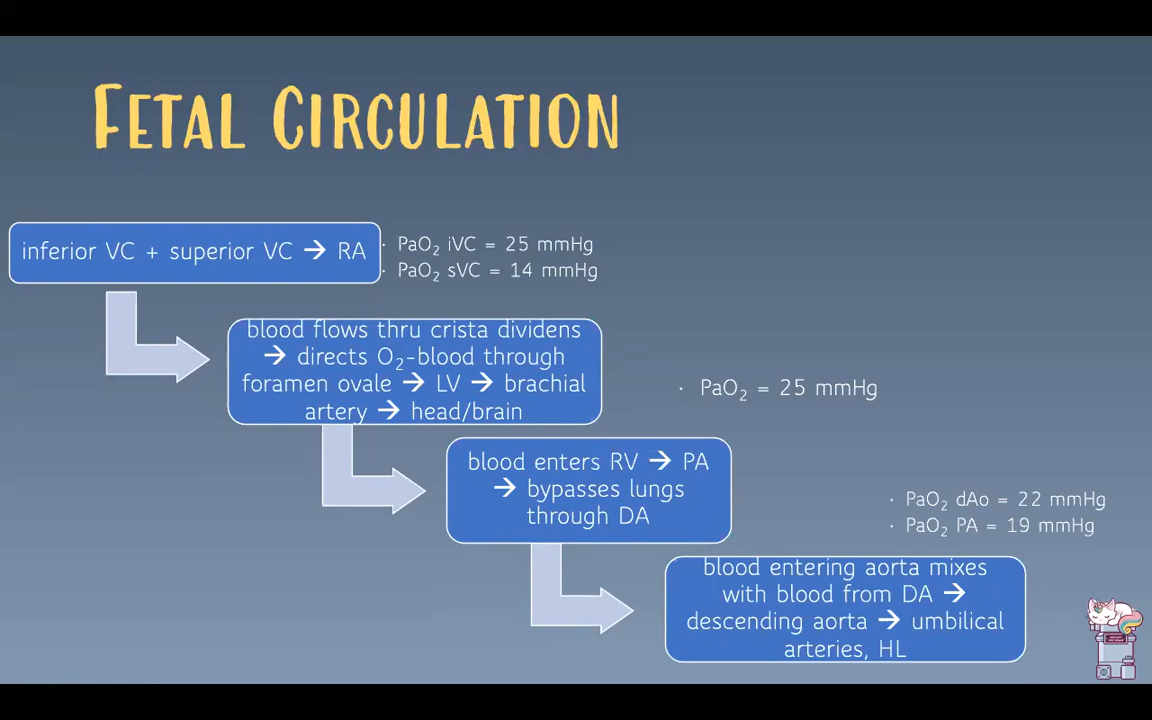 FETAL CIRCULATION
inferior VC + superior VC → RA
· PaO₂ iVC = 25 mmHg
· PaO₂ sVC = 14 mmHg
blood flows thru crista dividens
→ directs O₂-blood through
foramen ovale → LV → brachial
artery → head/brain
· PaO₂ = 25 mmHg
blood enters RV → PA
→ bypasses lungs
through DA
· PaO₂ dAo = 22 mmHg
· PaO₂ PA = 19 mmHg
blood entering aorta mixes
with blood from DA →
descending aorta → umbilical
arteries, HL